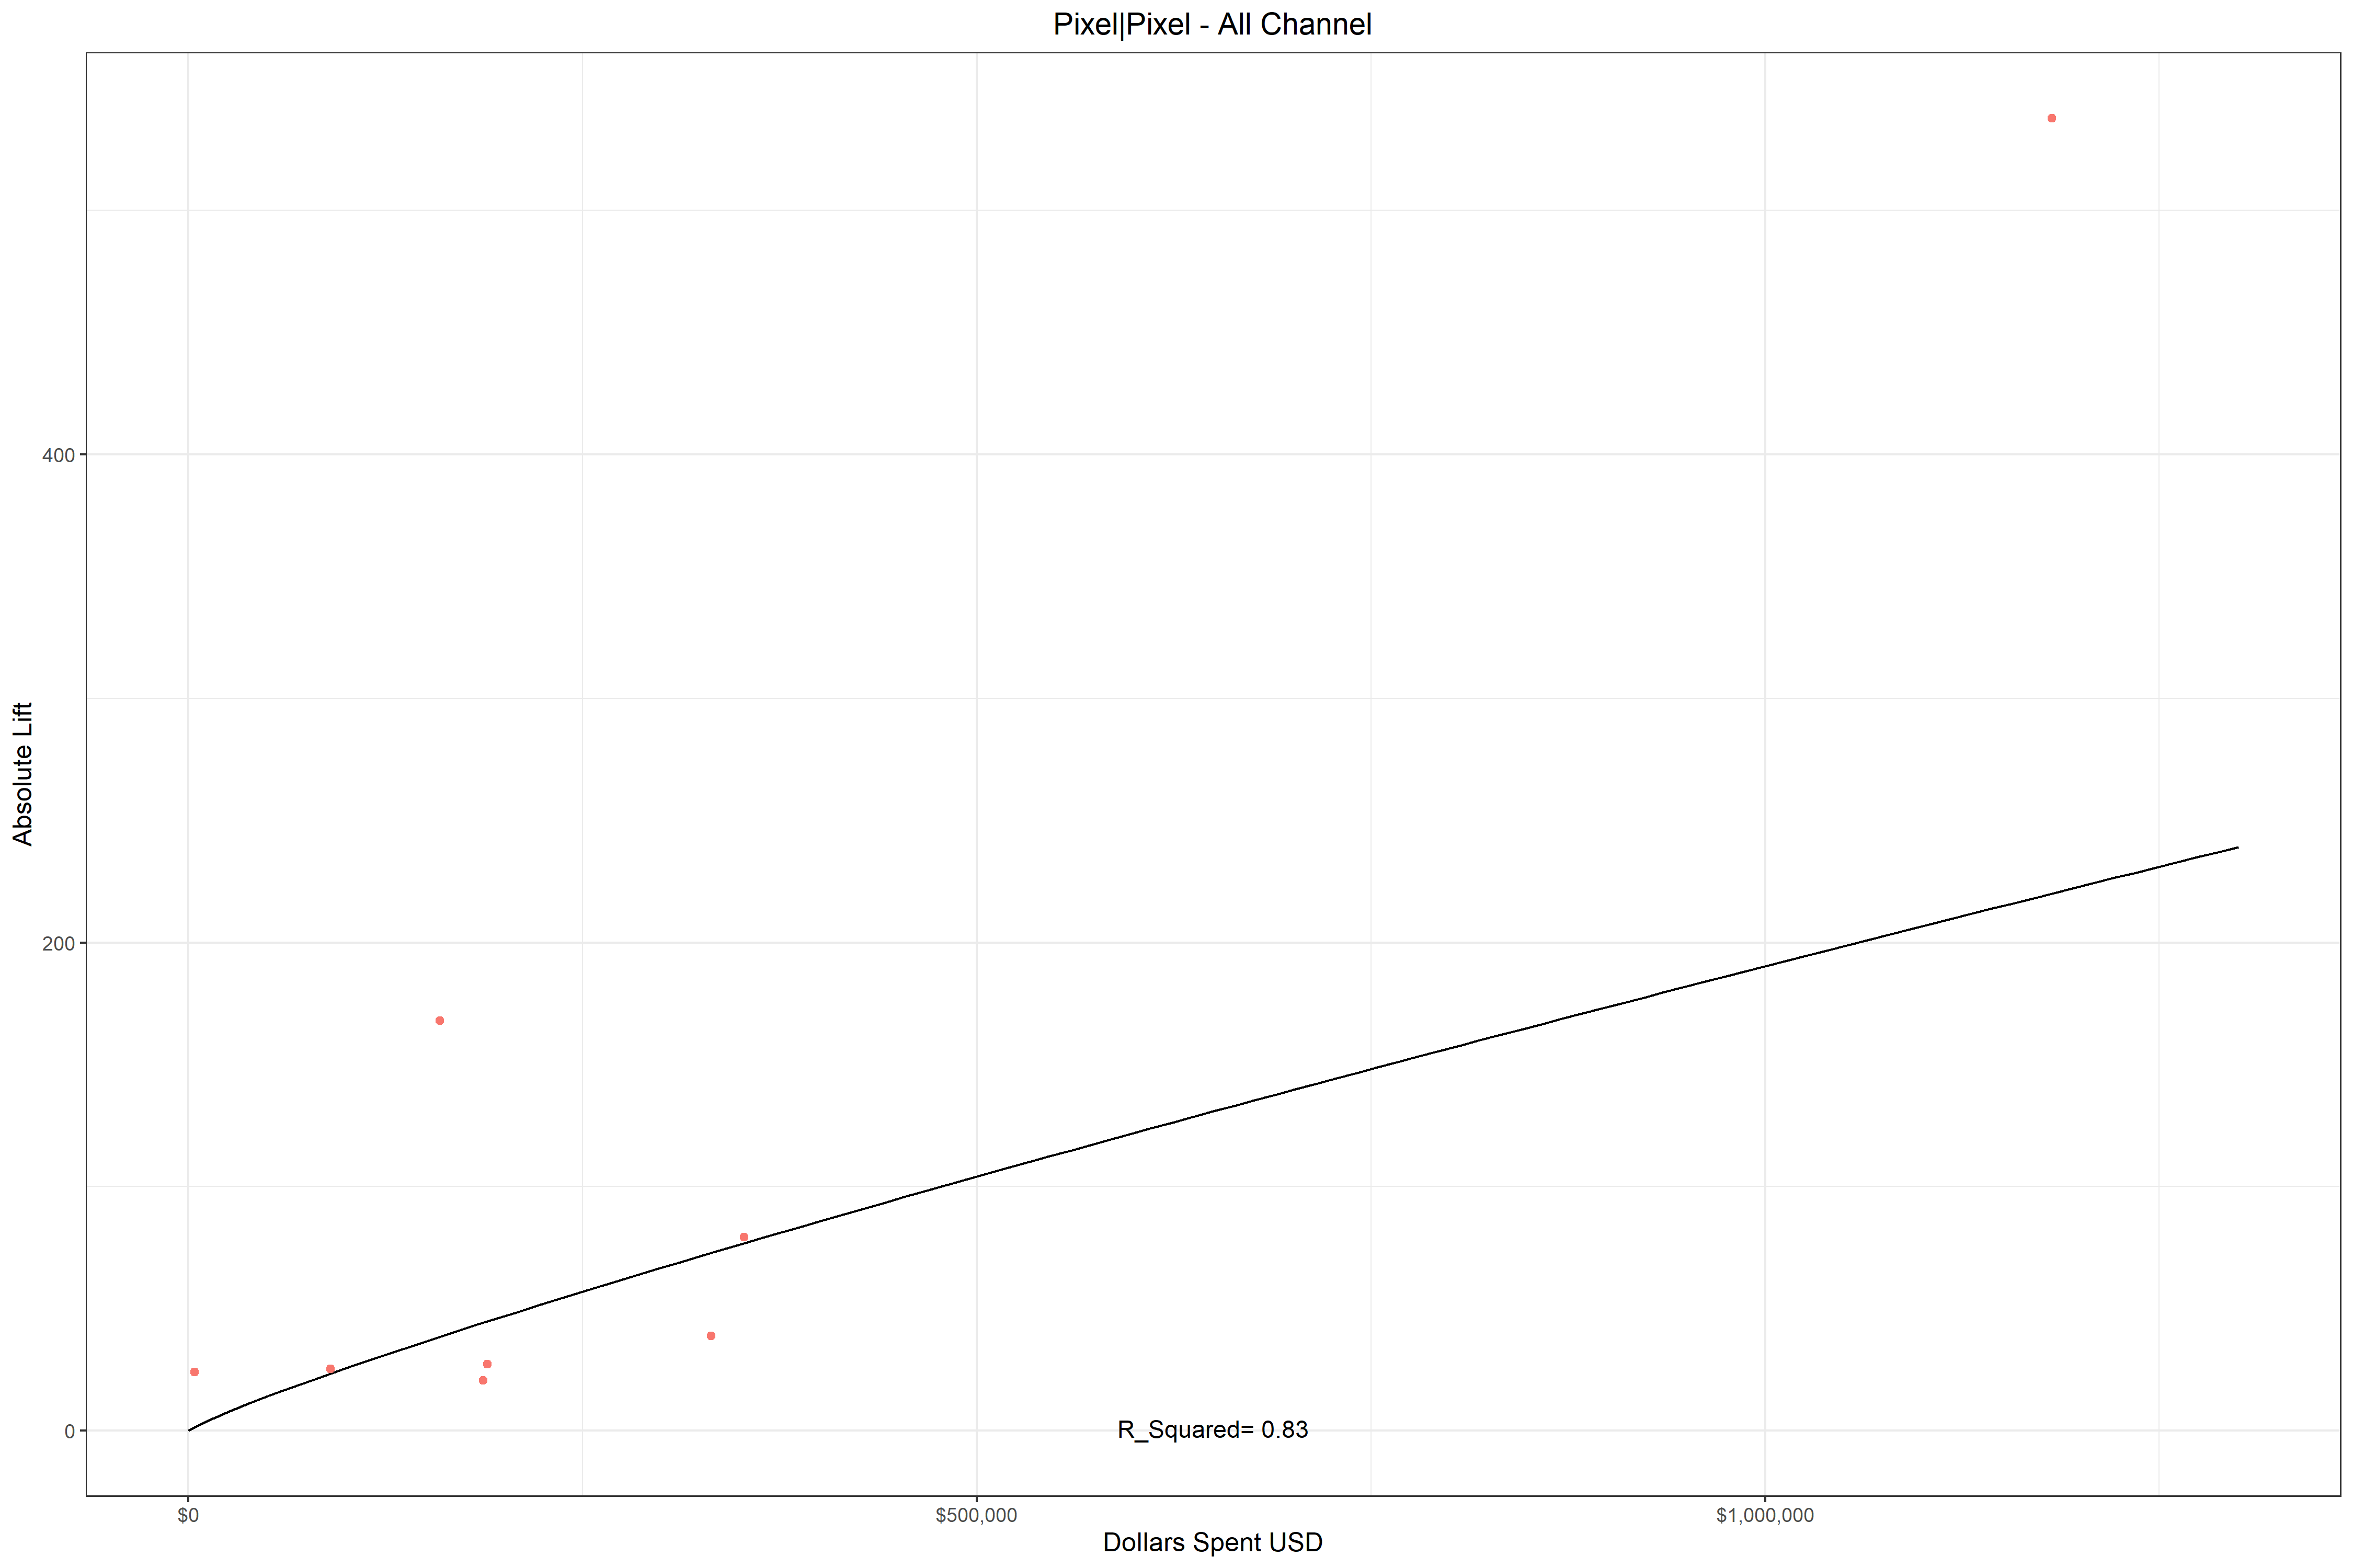 Pixel|Pixel - All Channel
Absolute Lift
400
200
0
R_Squared= 0.83
$0
$500,000
$1,000,000
Dollars Spent USD